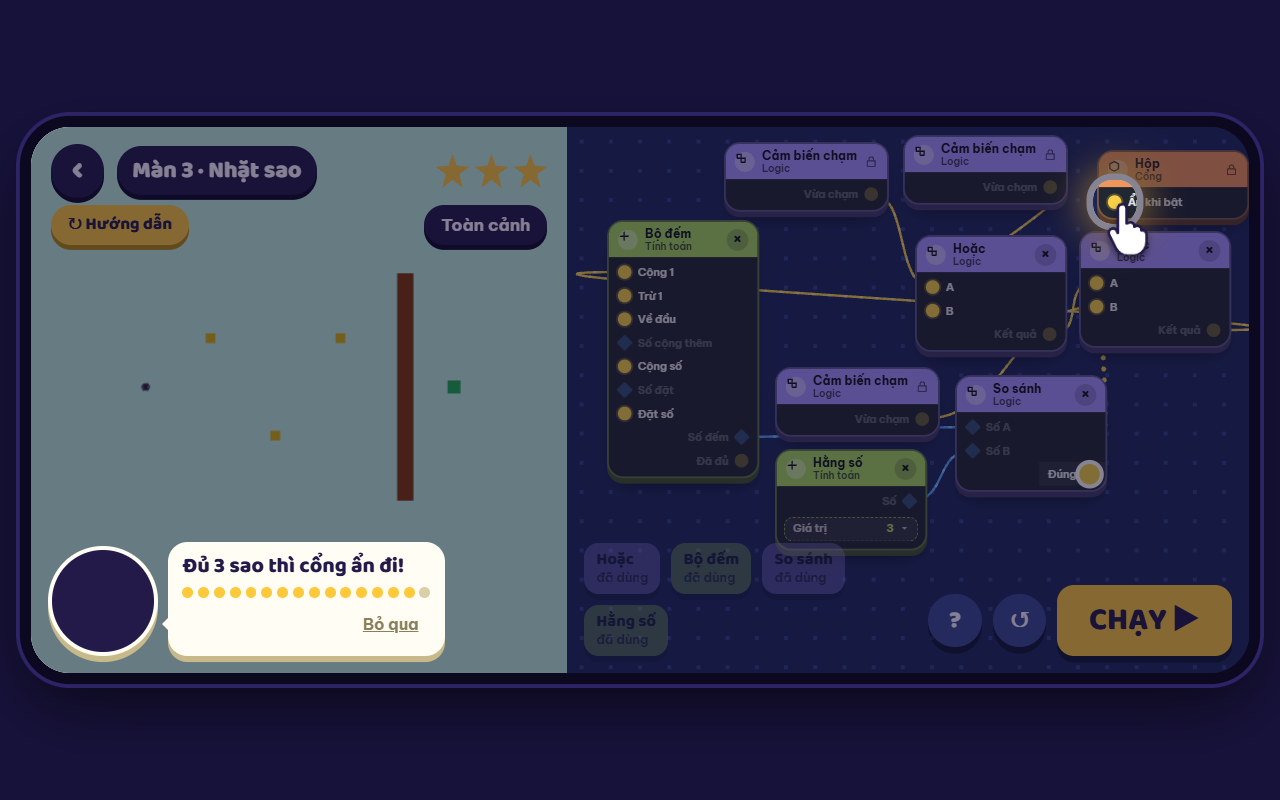 Màn 3 · Nhặt sao
↻ Hướng dẫn
Toàn cảnh
Đủ 3 sao thì cổng ẩn đi!
Bỏ qua
Cảm biến chạm
Logic
Vừa chạm
Cảm biến chạm
Logic
Vừa chạm
Hộp
Cổng
khi bật
Bộ đếm
Tính toán
Cộng 1
Trừ 1
Về đầu
Số cộng thêm
Cộng số
Số đặt
Đặt số
Số đếm
Đã đủ
Hoặc
Logic
A
B
Kết quả
Logic
A
B
Kết quả
Cảm biến chạm
Logic
Vừa chạm
So sánh
Logic
Số A
Số B
Đúng
Hằng số
Tính toán
Số
Giá trị
3
Hoặc
đã dùng
Bộ đếm
đã dùng
So sánh
đã dùng
Hằng số
đã dùng
?
CHẠY